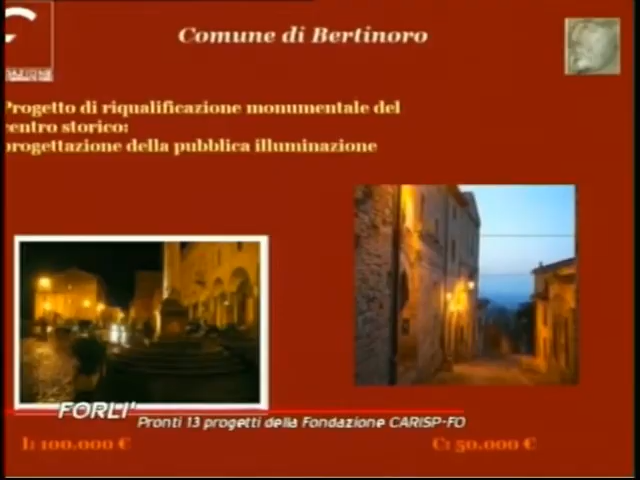 Comune di Bertinoro
AZIONE
Progetto di riqualificazione monumentale del
centro storico:
progettazione della pubblica illuminazione
FORLI'
Pronti 13 progetti della Fondazione CARISP-FO
I: 100.000 €
C: 50.000 €